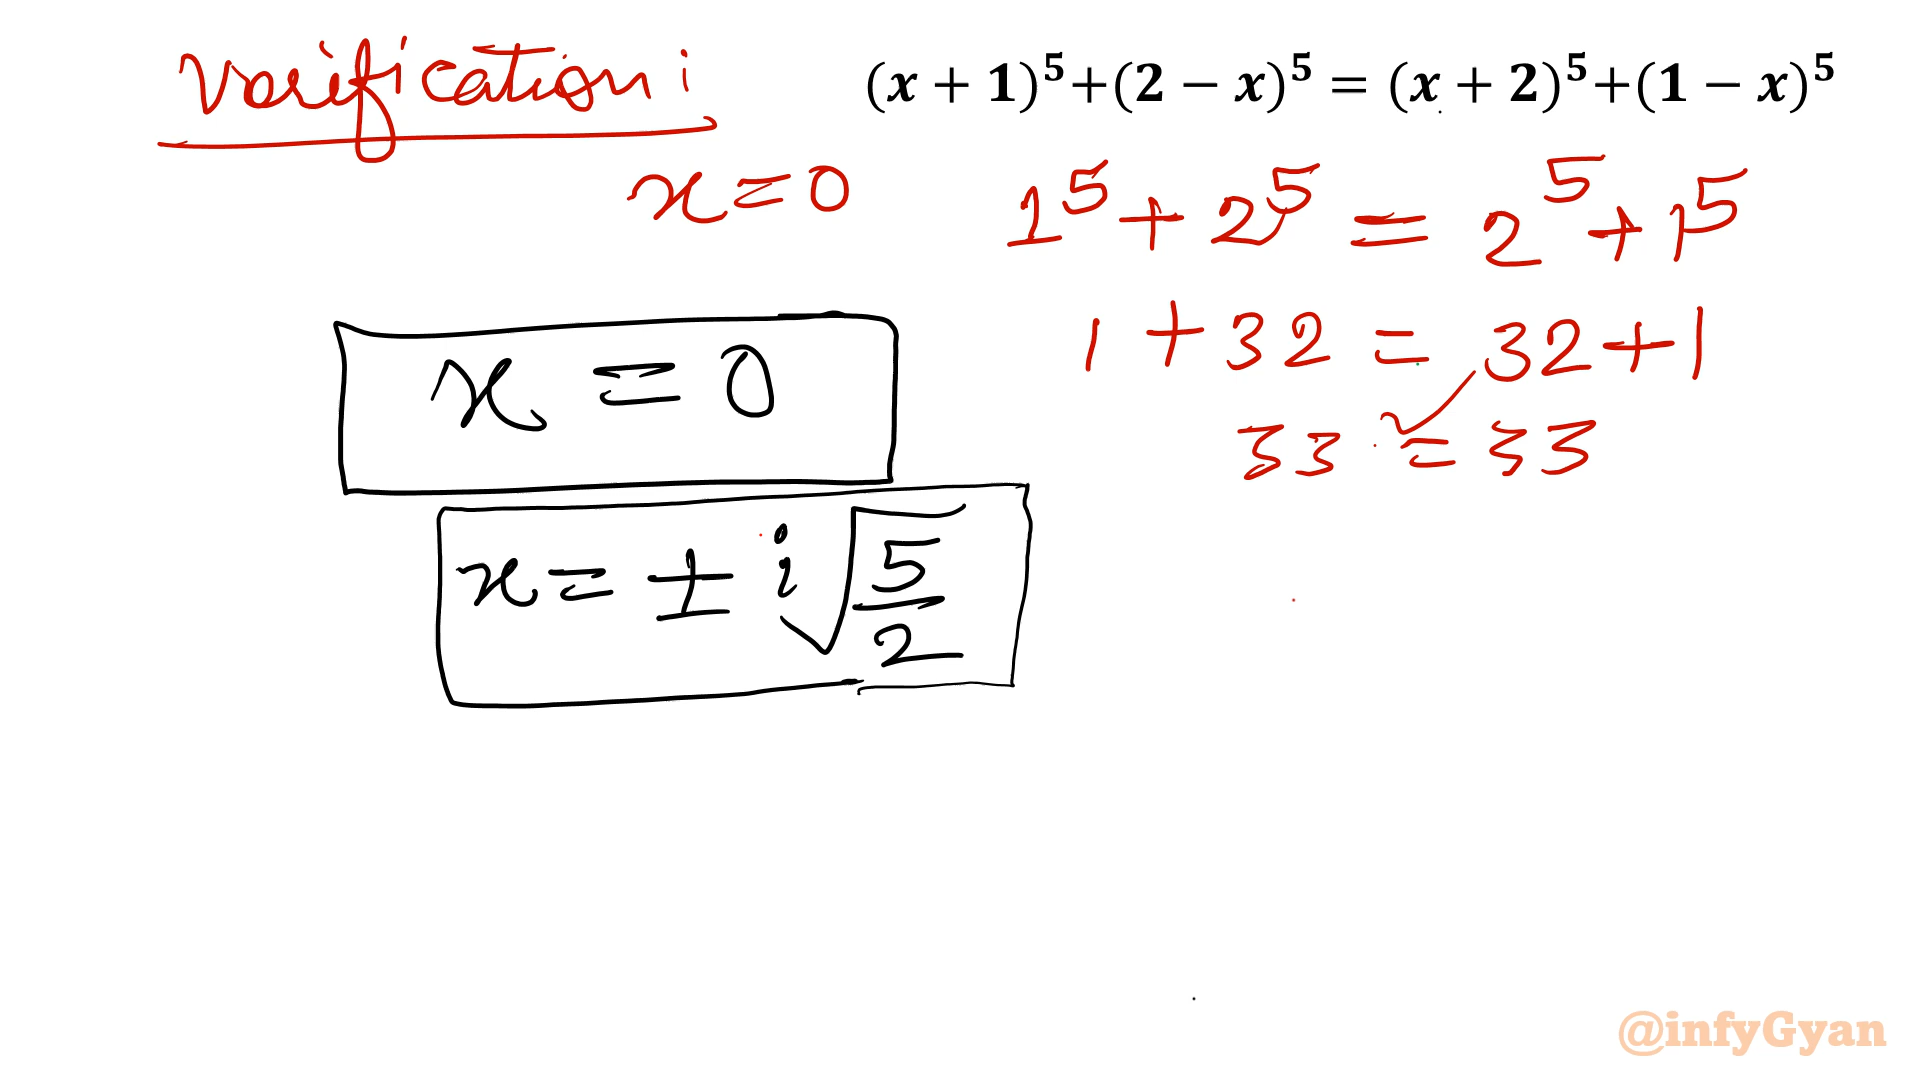 Verification :
(x + 1)⁵+(2 − x)⁵ = (x + 2)⁵+(1 − x)⁵
x = 0
1⁵ + 2⁵ = 2⁵ + 1⁵
1 + 32 = 32 + 1
x = 0
33 = 33
x = ± i√(5/2)
@infyGyan